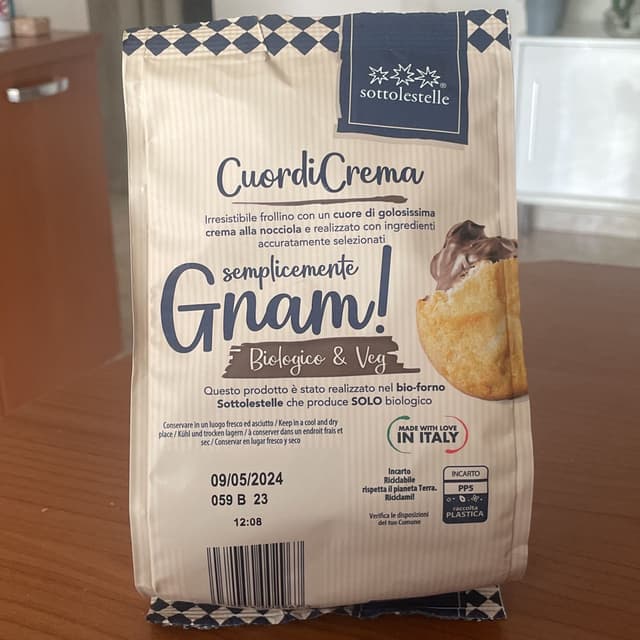 sottolestelle
CuordiCrema
Irresistibile frollino con un cuore di golosissima
crema alla nocciola e realizzato con ingredienti
accuratamente selezionati
semplicemente
Gnam!
Biologico & Veg
Questo prodotto è stato realizzato nel bio-forno
Sottolestelle che produce SOLO biologico
Conservare in un luogo fresco ed asciutto / Keep in a cool and dry
place / Kühl und trocken lagern / à conserver dans un endroit frais et
sec / Conservar en lugar fresco y seco
MADE WITH LOVE
IN ITALY
09/05/2024
059 B 23
12:08
Incarto
Riciclabile
rispetta il pianeta Terra.
Riciclami!
Verifica le disposizioni
del tuo Comune
INCARTO
PP5
raccolta
PLASTICA